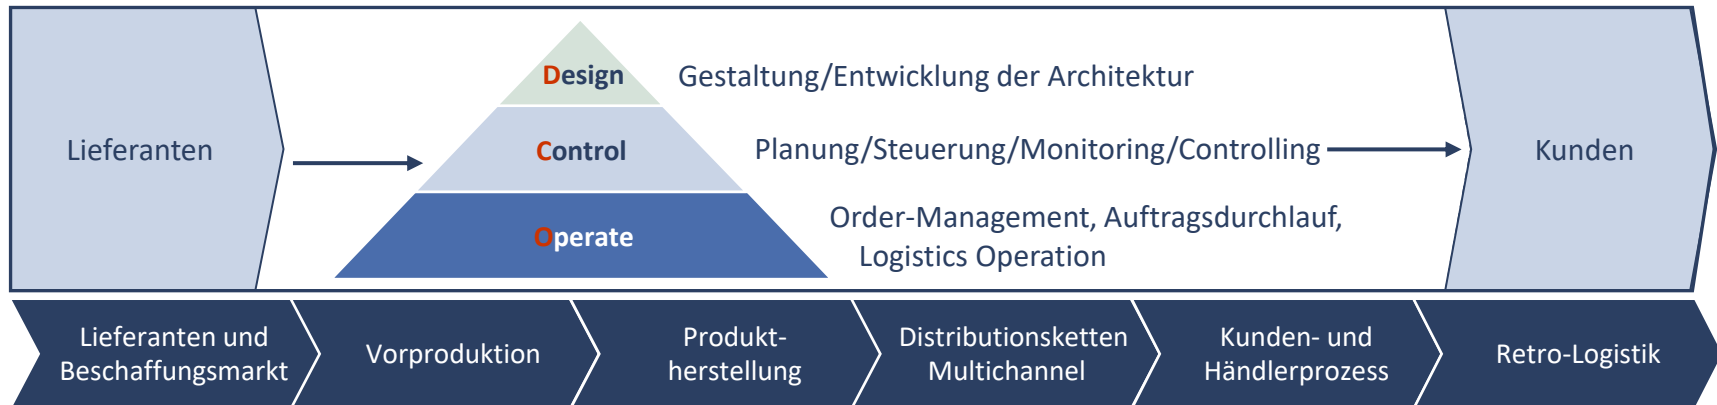 Lieferanten
Design
Gestaltung/Entwicklung der Architektur
Control
Planung/Steuerung/Monitoring/Controlling
Operate
Order-Management, Auftragsdurchlauf,
Logistics Operation
Kunden
Lieferanten und
Beschaffungsmarkt
Vorproduktion
Produkt-
herstellung
Distributionsketten
Multichannel
Kunden- und
Händlerprozess
Retro-Logistik